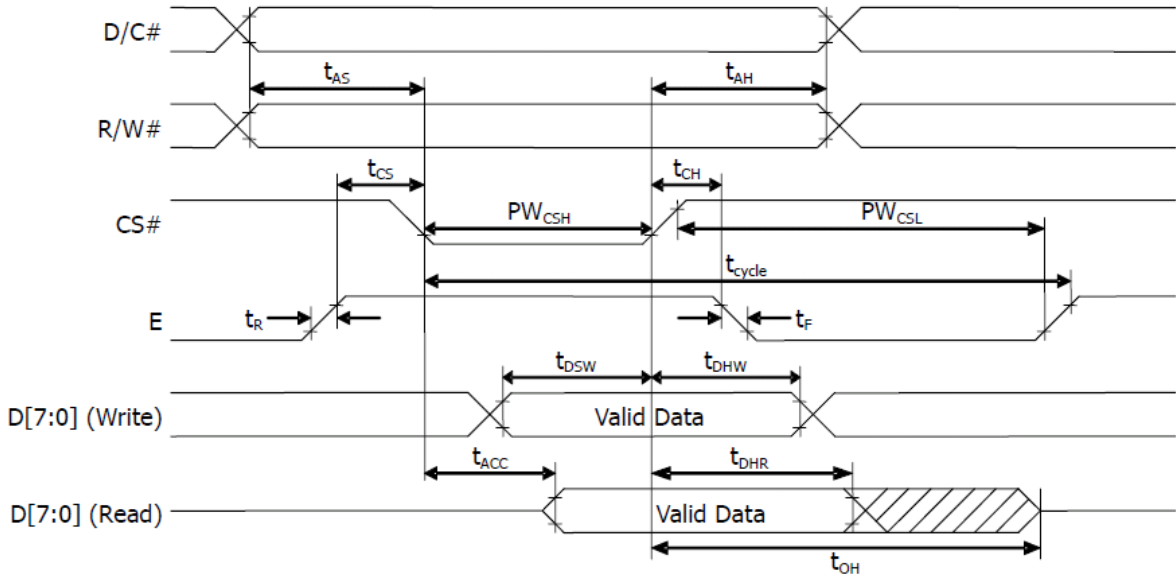 D/C#
tAS
tAH
R/W#
tCS
tCH
CS#
PWCSH
PWCSL
tcycle
E
tR
tF
tDSW
tDHW
D[7:0] (Write)
Valid Data
tACC
tDHR
D[7:0] (Read)
Valid Data
tOH